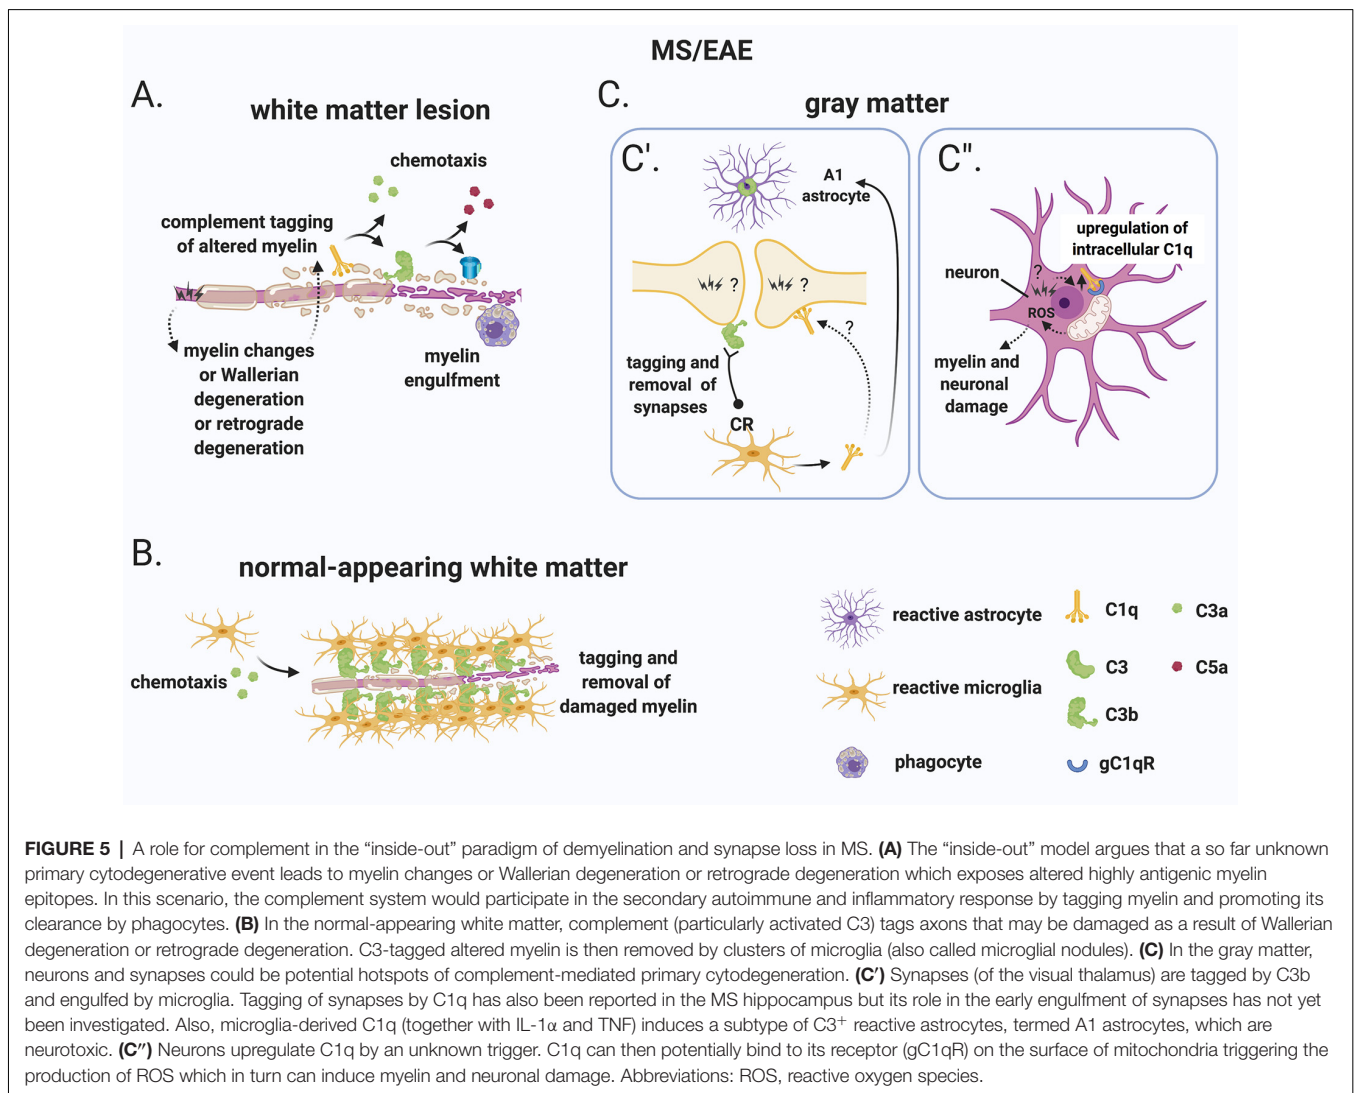 MS/EAE
A.
white matter lesion
chemotaxis
complement tagging
of altered myelin
myelin changes
or Wallerian
degeneration
or retrograde
degeneration
myelin
engulfment
C.
gray matter
C'.
A1
astrocyte
?
?
?
tagging and
removal of
synapses
CR
C".
upregulation of
intracellular C1q
neuron
?
ROS
myelin and
neuronal
damage
B.
normal-appearing white matter
chemotaxis
tagging and
removal of
damaged myelin
reactive astrocyte
reactive microglia
phagocyte
C1q
C3
C3b
gC1qR
C3a
C5a
FIGURE 5 | A role for complement in the “inside-out” paradigm of demyelination and synapse loss in MS. (A) The “inside-out” model argues that a so far unknown
primary cytodegenerative event leads to myelin changes or Wallerian degeneration or retrograde degeneration which exposes altered highly antigenic myelin
epitopes. In this scenario, the complement system would participate in the secondary autoimmune and inflammatory response by tagging myelin and promoting its
clearance by phagocytes. (B) In the normal-appearing white matter, complement (particularly activated C3) tags axons that may be damaged as a result of Wallerian
degeneration or retrograde degeneration. C3-tagged altered myelin is then removed by clusters of microglia (also called microglial nodules). (C) In the gray matter,
neurons and synapses could be potential hotspots of complement-mediated primary cytodegeneration. (C′) Synapses (of the visual thalamus) are tagged by C3b
and engulfed by microglia. Tagging of synapses by C1q has also been reported in the MS hippocampus but its role in the early engulfment of synapses has not yet
been investigated. Also, microglia-derived C1q (together with IL-1α and TNF) induces a subtype of C3⁺ reactive astrocytes, termed A1 astrocytes, which are
neurotoxic. (C″) Neurons upregulate C1q by an unknown trigger. C1q can then potentially bind to its receptor (gC1qR) on the surface of mitochondria triggering the
production of ROS which in turn can induce myelin and neuronal damage. Abbreviations: ROS, reactive oxygen species.